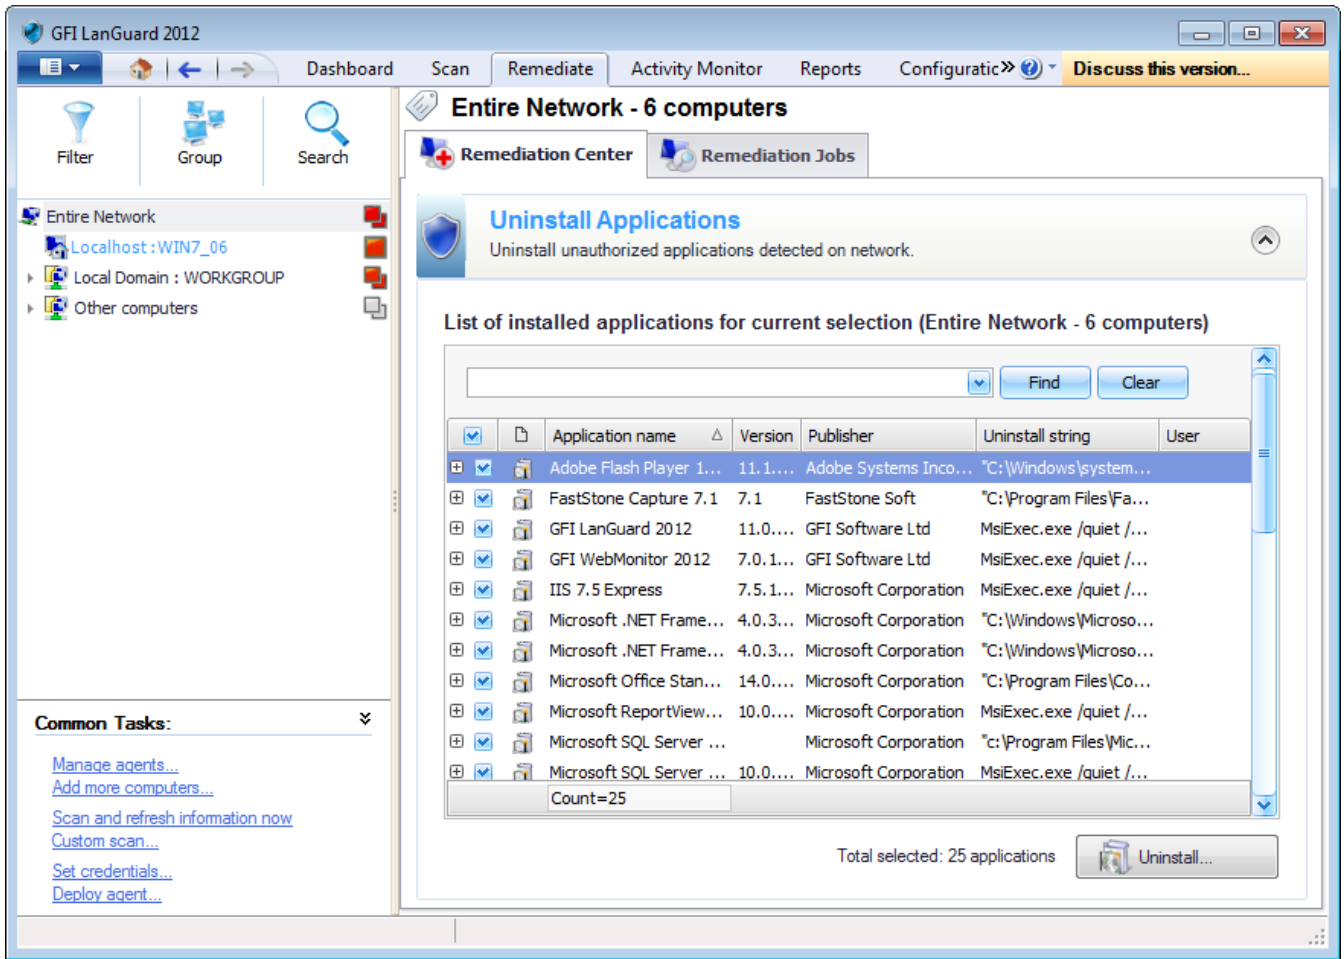 GFI LanGuard 2012
Dashboard Scan Remediate Activity Monitor Reports Configuratic» Discuss this version...
Filter Group Search
Entire Network
Localhost : WIN7_06
Local Domain : WORKGROUP
Other computers
Common Tasks:
Manage agents...
Add more computers...
Scan and refresh information now
Custom scan...
Set credentials...
Deploy agent...
Entire Network - 6 computers
Remediation Center Remediation Jobs
Uninstall Applications
Uninstall unauthorized applications detected on network.
List of installed applications for current selection (Entire Network - 6 computers)
Find Clear
Application name Version Publisher Uninstall string User
Adobe Flash Player 1... 11.1.... Adobe Systems Inco... "C:\Windows\system...
FastStone Capture 7.1 7.1 FastStone Soft "C:\Program Files\Fa...
GFI LanGuard 2012 11.0.... GFI Software Ltd MsiExec.exe /quiet /...
GFI WebMonitor 2012 7.0.1... GFI Software Ltd MsiExec.exe /quiet /...
IIS 7.5 Express 7.5.1... Microsoft Corporation MsiExec.exe /quiet /...
Microsoft .NET Frame... 4.0.3... Microsoft Corporation "C:\Windows\Microso...
Microsoft .NET Frame... 4.0.3... Microsoft Corporation "C:\Windows\Microso...
Microsoft Office Stan... 14.0.... Microsoft Corporation "C:\Program Files\Co...
Microsoft ReportView... 10.0.... Microsoft Corporation MsiExec.exe /quiet /...
Microsoft SQL Server ... Microsoft Corporation "c:\Program Files\Mic...
Microsoft SQL Server ... 10.0.... Microsoft Corporation MsiExec.exe /quiet /...
Count=25
Total selected: 25 applications Uninstall...